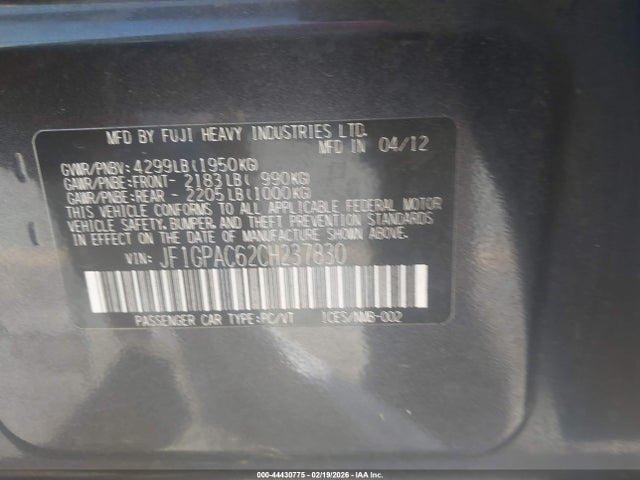 MFD BY FUJI HEAVY INDUSTRIES LTD.
MFD IN 04/12
GVWR/PNBV: 4299LB(1950KG)
GAWR/PNBE:FRONT- 2183LB( 990KG)
GAWR/PNBE:REAR - 2205LB(1000KG)
THIS VEHICLE CONFORMS TO ALL APPLICABLE FEDERAL MOTOR
VEHICLE SAFETY, BUMPER, AND THEFT PREVENTION STANDARDS
IN EFFECT ON THE DATE OF MANUFACTURE SHOWN ABOVE.
VIN: JF1GPAC62CH237830
PASSENGER CAR TYPE:PC/VT 1CES/NMB-002
000-44430775 - 02/19/2026 - IAA Inc.